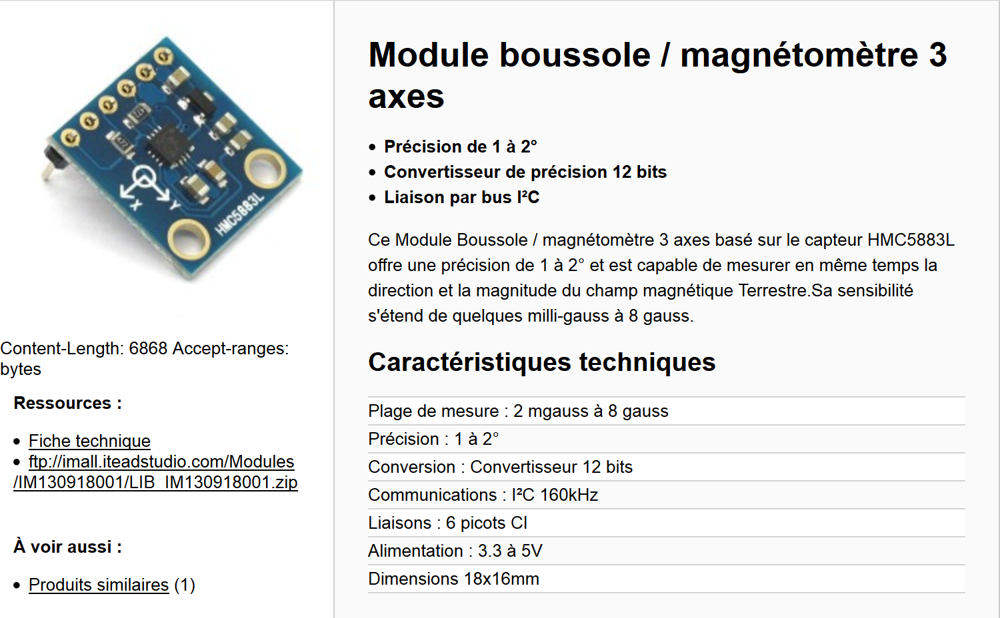 X
Y
HMC5883L
Content-Length: 6868 Accept-ranges:
bytes
Ressources :
• Fiche technique
• ftp://imall.iteadstudio.com/Modules
/IM130918001/LIB_IM130918001.zip
À voir aussi :
• Produits similaires (1)
Module boussole / magnétomètre 3
axes
• Précision de 1 à 2°
• Convertisseur de précision 12 bits
• Liaison par bus I²C
Ce Module Boussole / magnétomètre 3 axes basé sur le capteur HMC5883L
offre une précision de 1 à 2° et est capable de mesurer en même temps la
direction et la magnitude du champ magnétique Terrestre.Sa sensibilité
s'étend de quelques milli-gauss à 8 gauss.
Caractéristiques techniques
Plage de mesure : 2 mgauss à 8 gauss
Précision : 1 à 2°
Conversion : Convertisseur 12 bits
Communications : I²C 160kHz
Liaisons : 6 picots CI
Alimentation : 3.3 à 5V
Dimensions 18x16mm